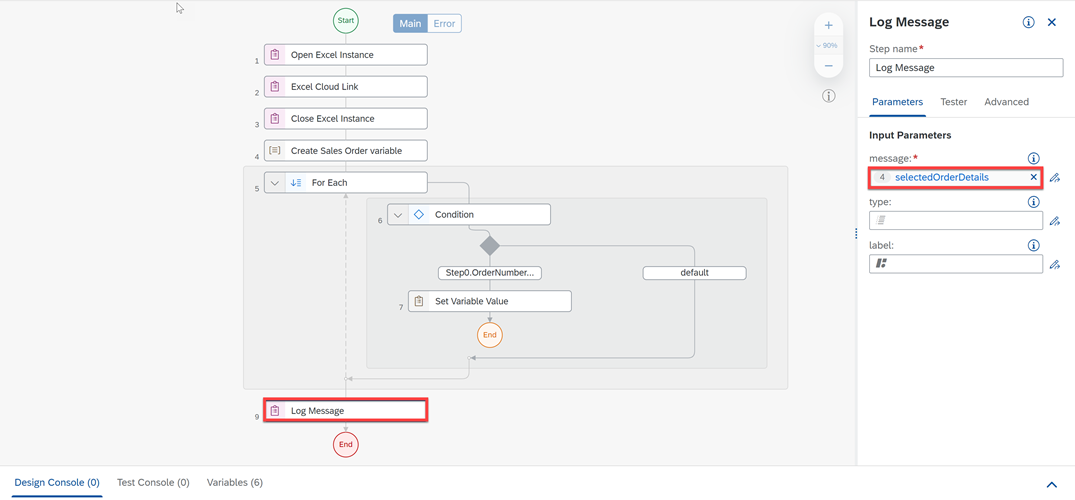 Start
Main
Error
90%
1
Open Excel Instance
2
Excel Cloud Link
3
Close Excel Instance
4
Create Sales Order variable
5
For Each
6
Condition
Step0.OrderNumber...
default
7
Set Variable Value
End
9
Log Message
End
Log Message
Step name*
Log Message
Parameters
Tester
Advanced
Input Parameters
message:*
4 selectedOrderDetails
type:
label:
Design Console (0)
Test Console (0)
Variables (6)